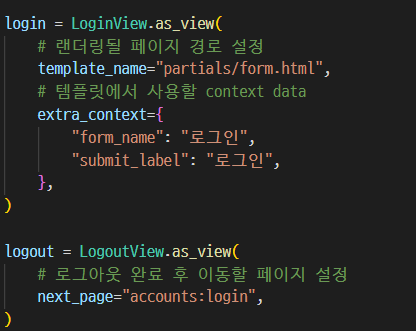 login = LoginView.as_view(
    # 랜더링될 페이지 경로 설정
    template_name="partials/form.html",
    # 템플릿에서 사용할 context data
    extra_context={
        "form_name": "로그인",
        "submit_label": "로그인",
    },
)
logout = LogoutView.as_view(
    # 로그아웃 완료 후 이동할 페이지 설정
    next_page="accounts:login",
)